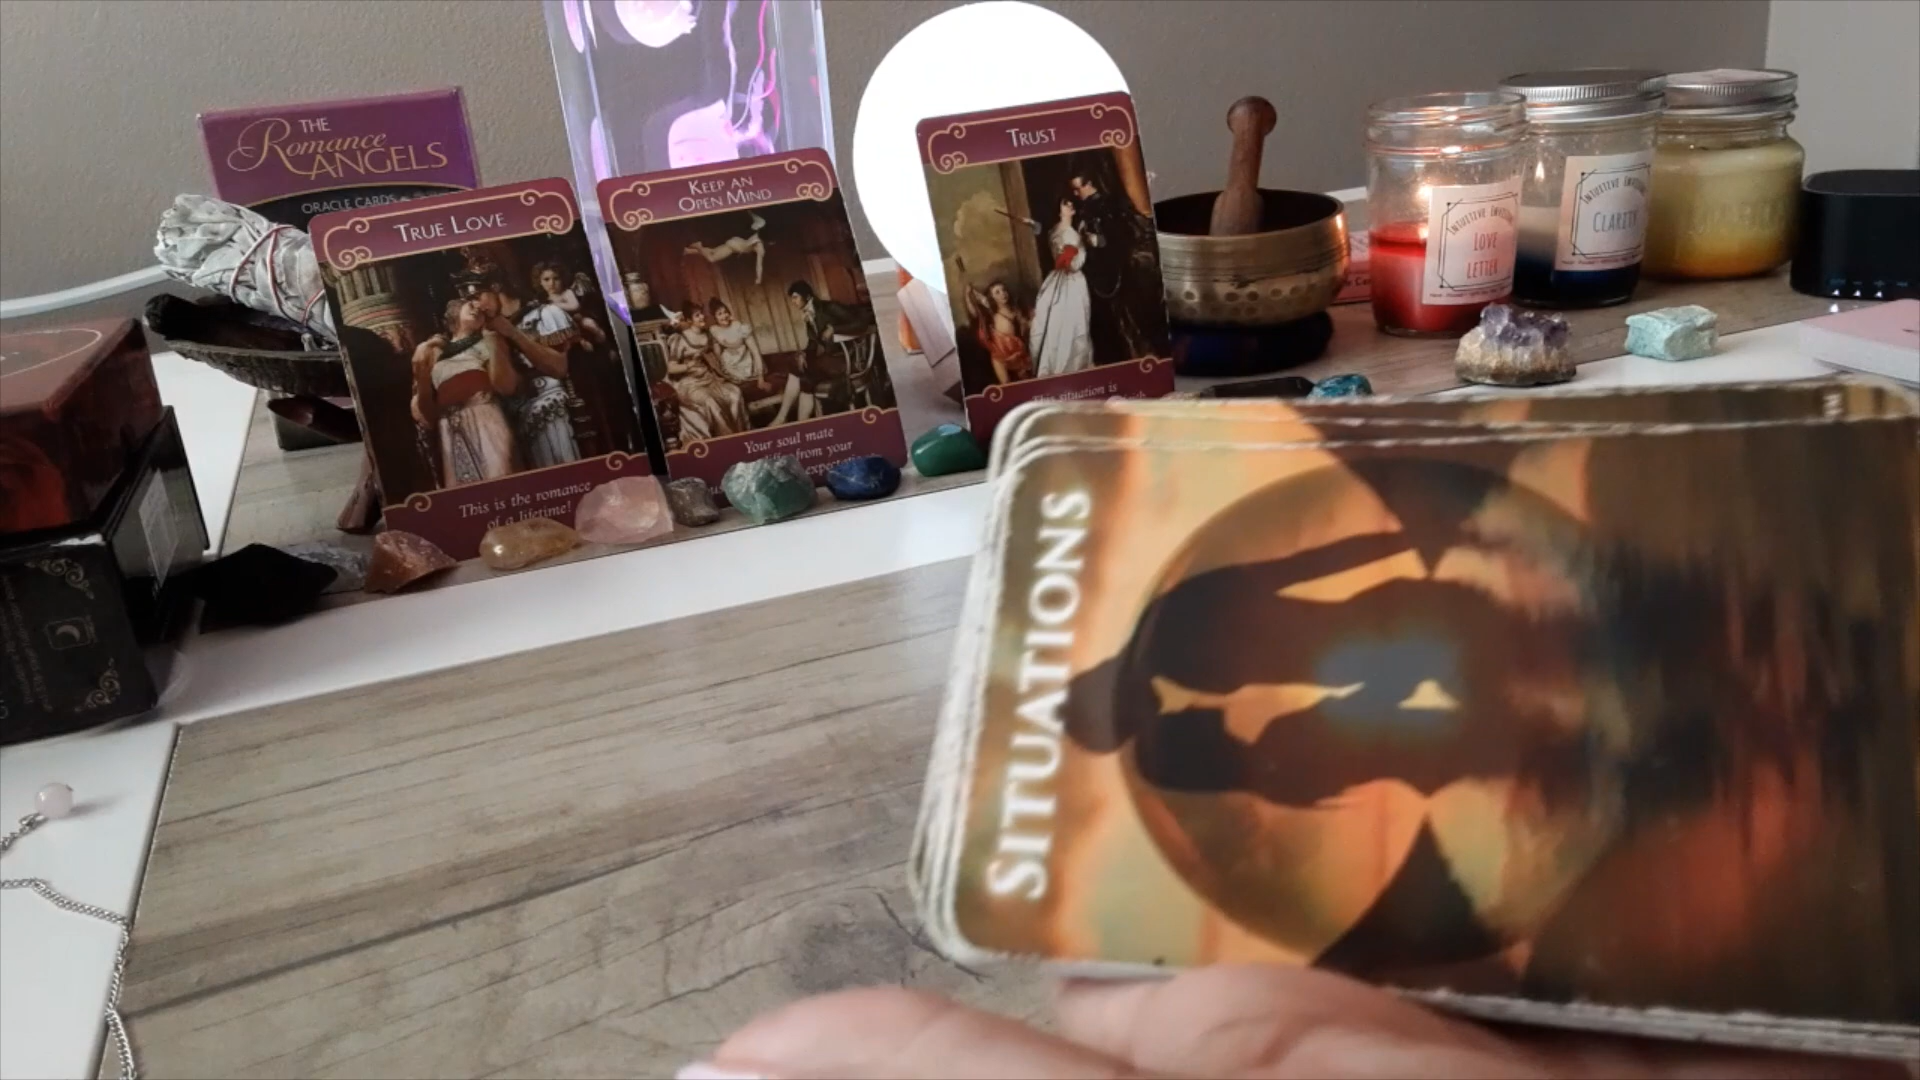 THE
Romance
ANGELS
ORACLE CARDS
TRUE LOVE
This is the romance
of a lifetime!
KEEP AN
OPEN MIND
Your soul mate
from your
TRUST
This situation is
LOVE
LETTER
CLARITY
SITUATIONS